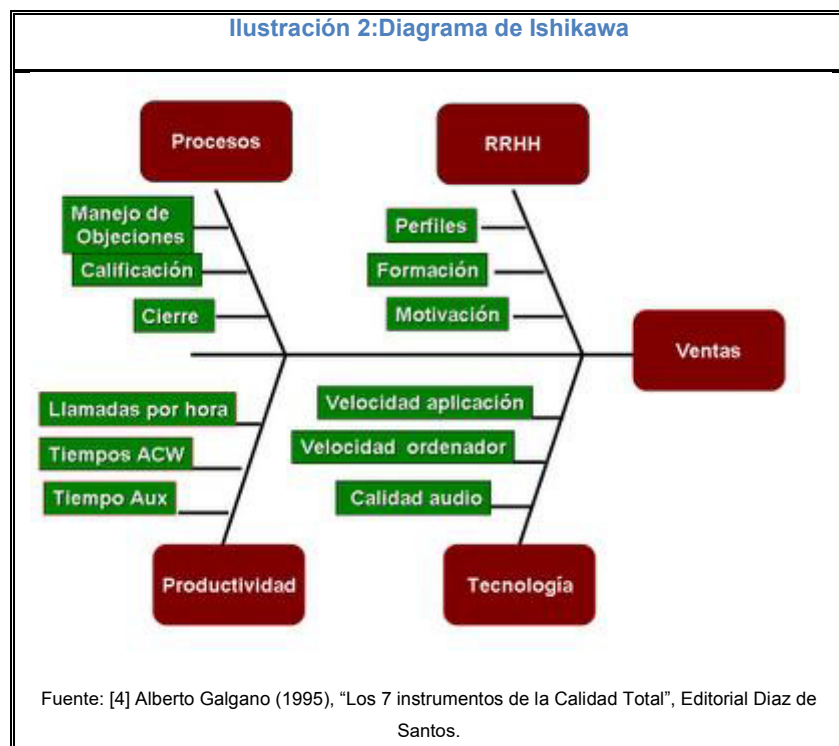 Ilustración 2:Diagrama de Ishikawa
Procesos
RRHH
Manejo de
Objeciones
Calificación
Cierre
Perfiles
Formación
Motivación
Ventas
Llamadas por hora
Tiempos ACW
Tiempo Aux
Velocidad aplicación
Velocidad ordenador
Calidad audio
Productividad
Tecnología
Fuente: [4] Alberto Galgano (1995), “Los 7 instrumentos de la Calidad Total”, Editorial Diaz de
Santos.